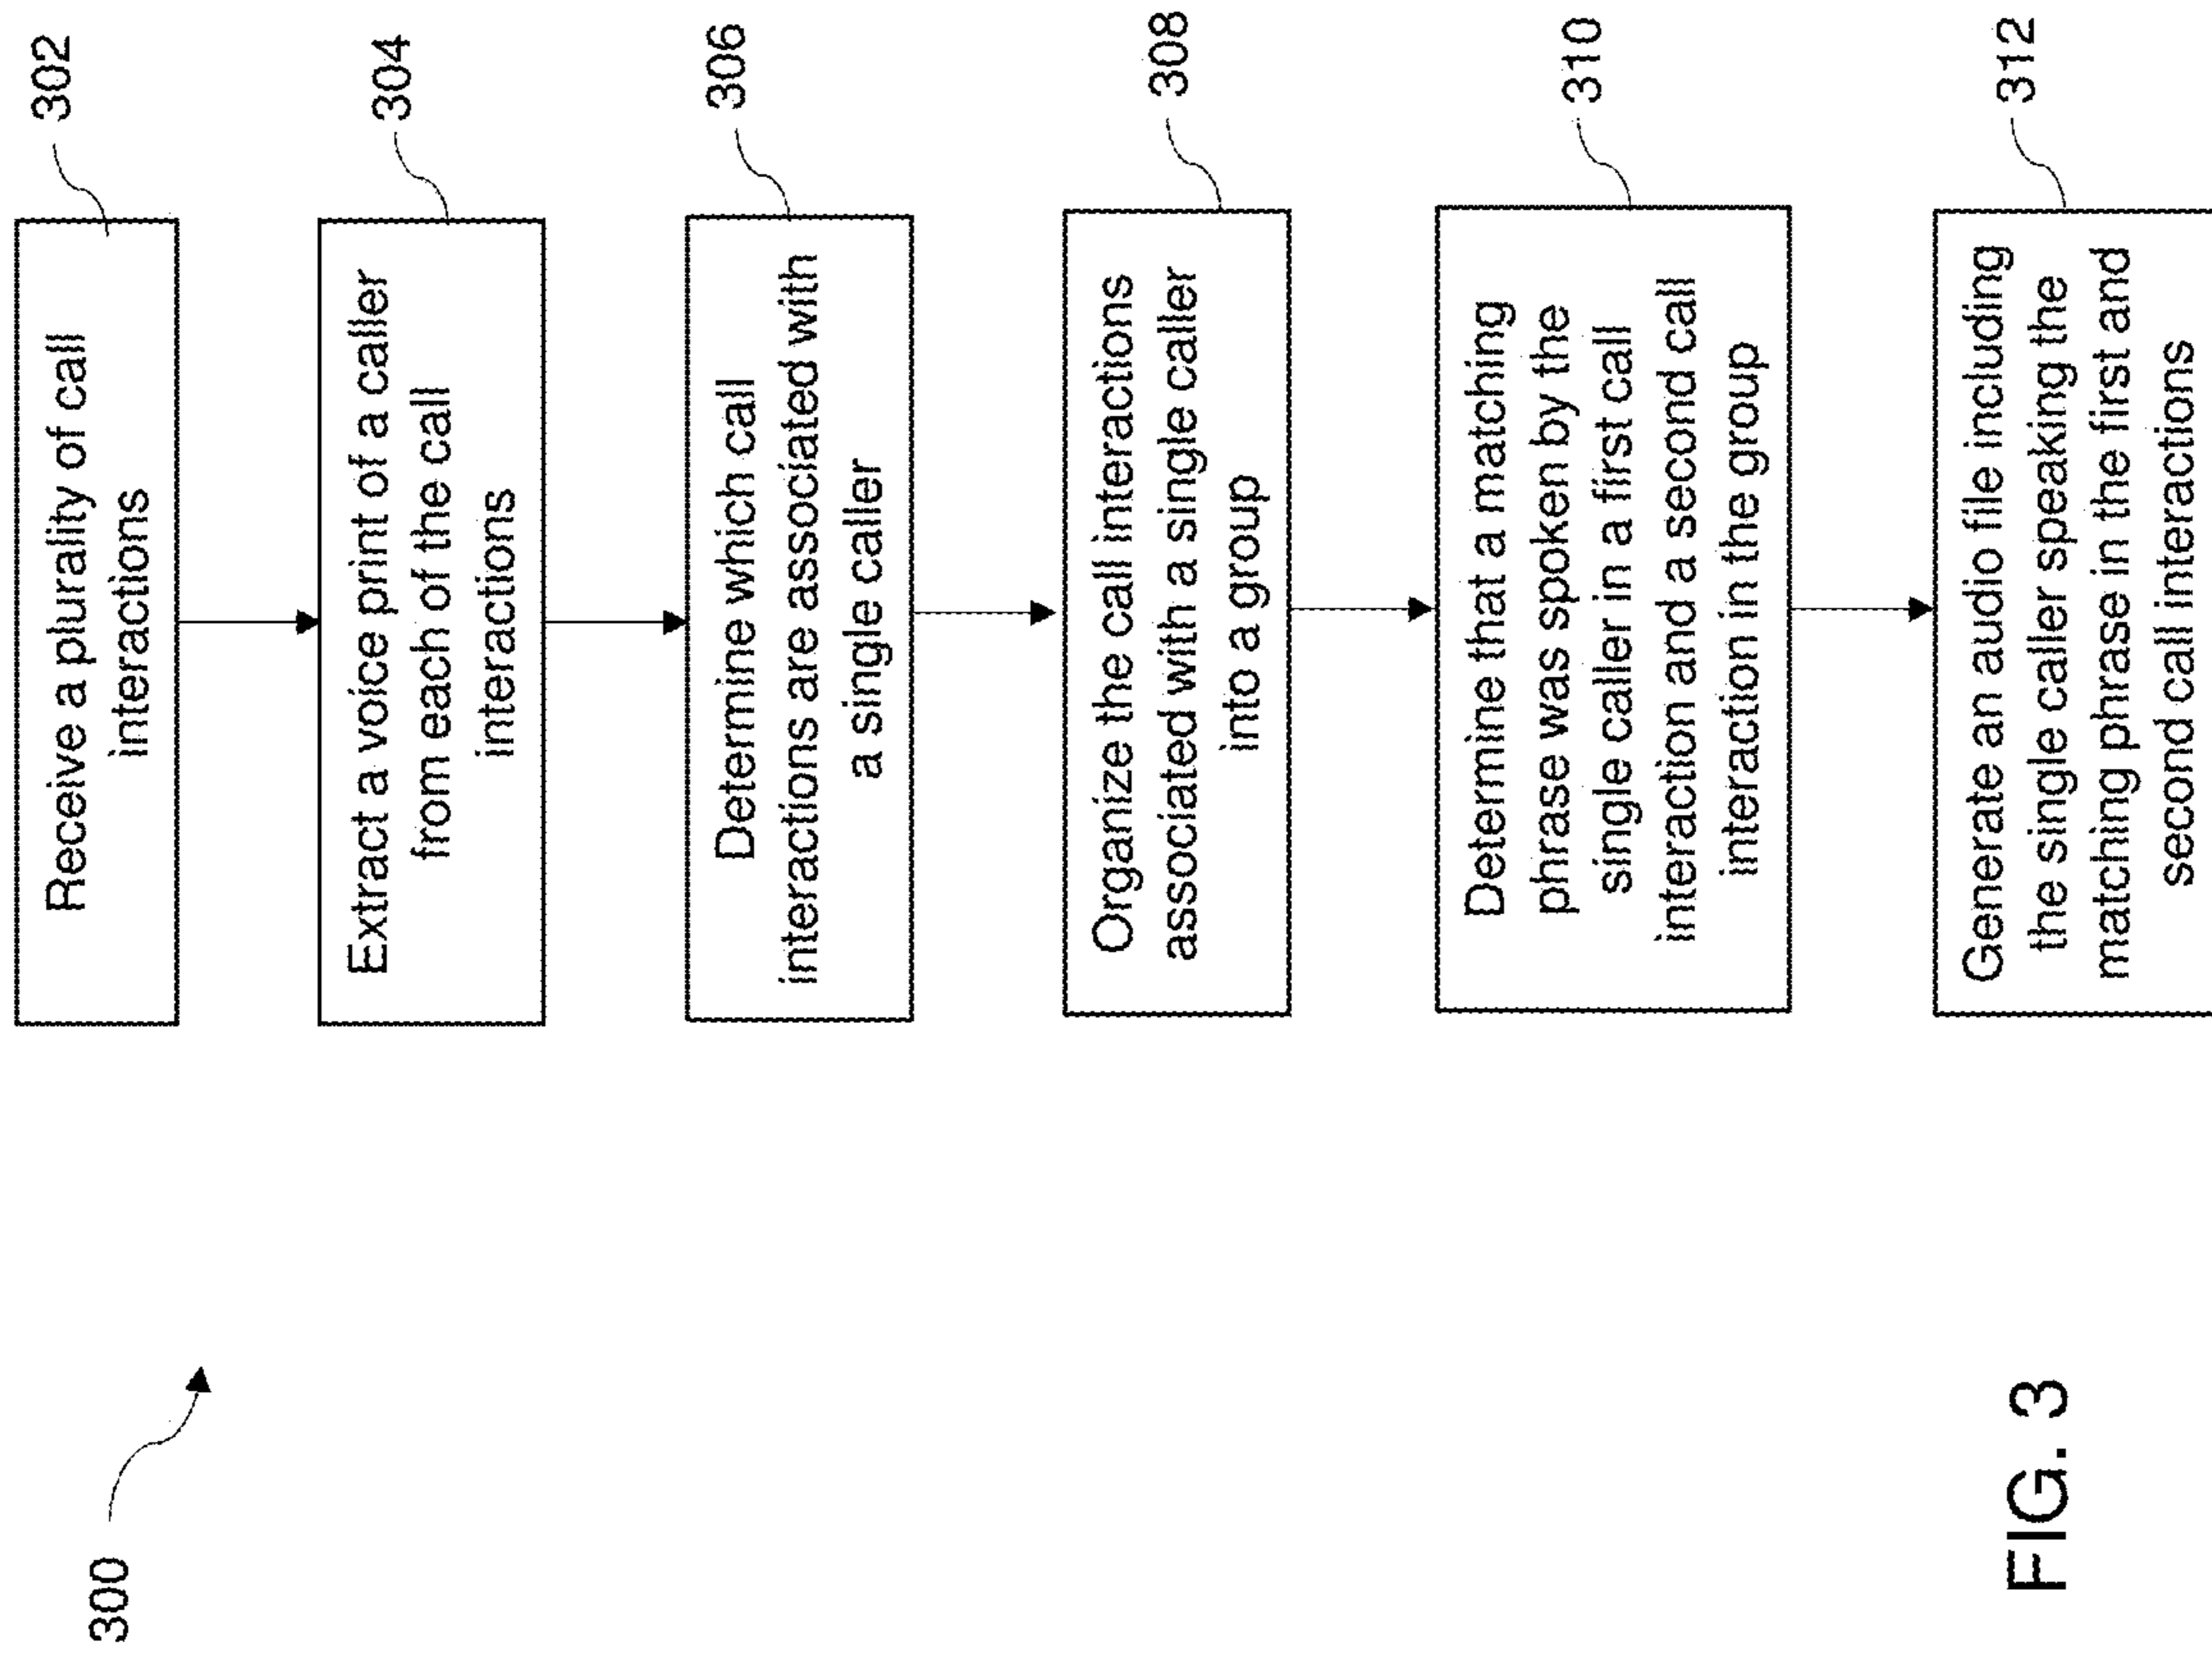 300
302
Receive a plurality of call
interactions
304
Extract a voice print of a caller
from each of the call
interactions
306
Determine which call
interactions are associated with
a single caller
308
Organize the call interactions
associated with a single caller
into a group
310
Determine that a matching
phrase was spoken by the
single caller in a first call
interaction and a second call
interaction in the group
312
Generate an audio file including
the single caller speaking the
matching phrase in the first and
second call interactions
FIG. 3